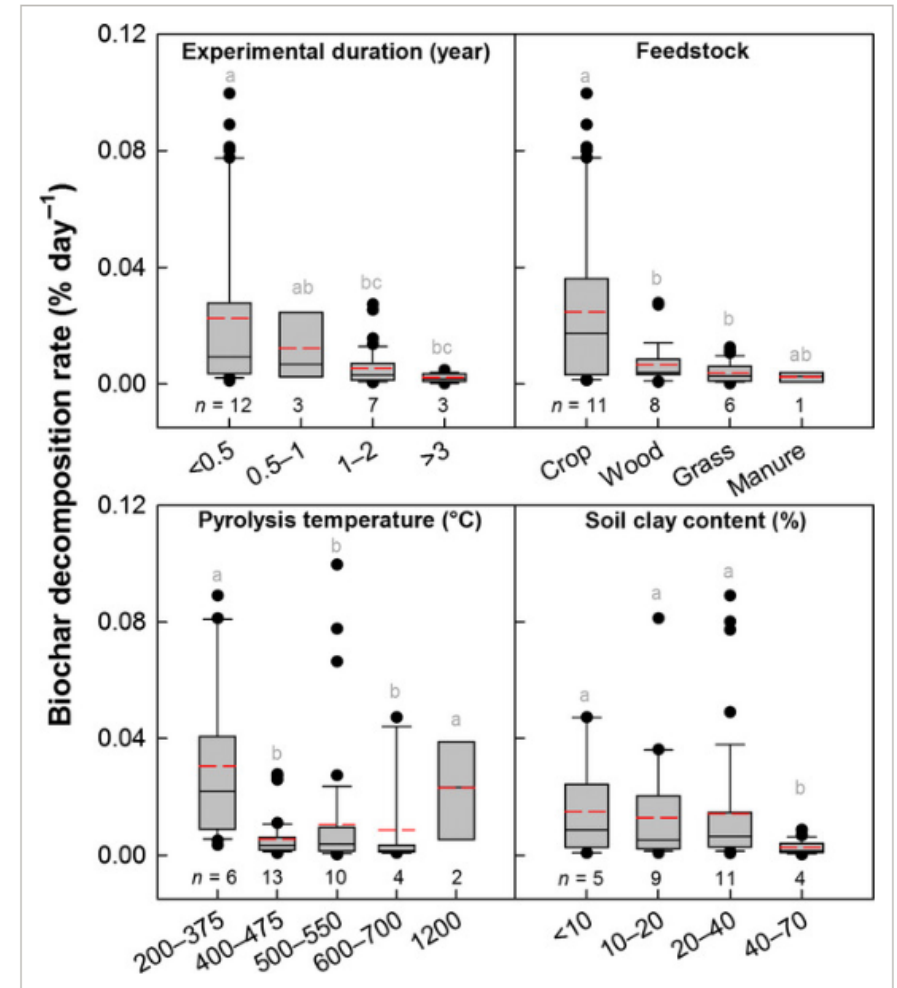 Biochar decomposition rate (% day⁻¹)
Experimental duration (year)
0.12
0.08
0.04
0.00
a
ab
bc
bc
n = 12
3
7
3
<0.5
0.5–1
1–2
>3
Feedstock
a
b
b
ab
n = 11
8
6
1
Crop
Wood
Grass
Manure
Pyrolysis temperature (°C)
0.12
0.08
0.04
0.00
a
b
b
b
a
n = 6
13
10
4
2
200–375
400–475
500–550
600–700
1200
Soil clay content (%)
a
a
a
b
n = 5
9
11
4
<10
10–20
20–40
40–70